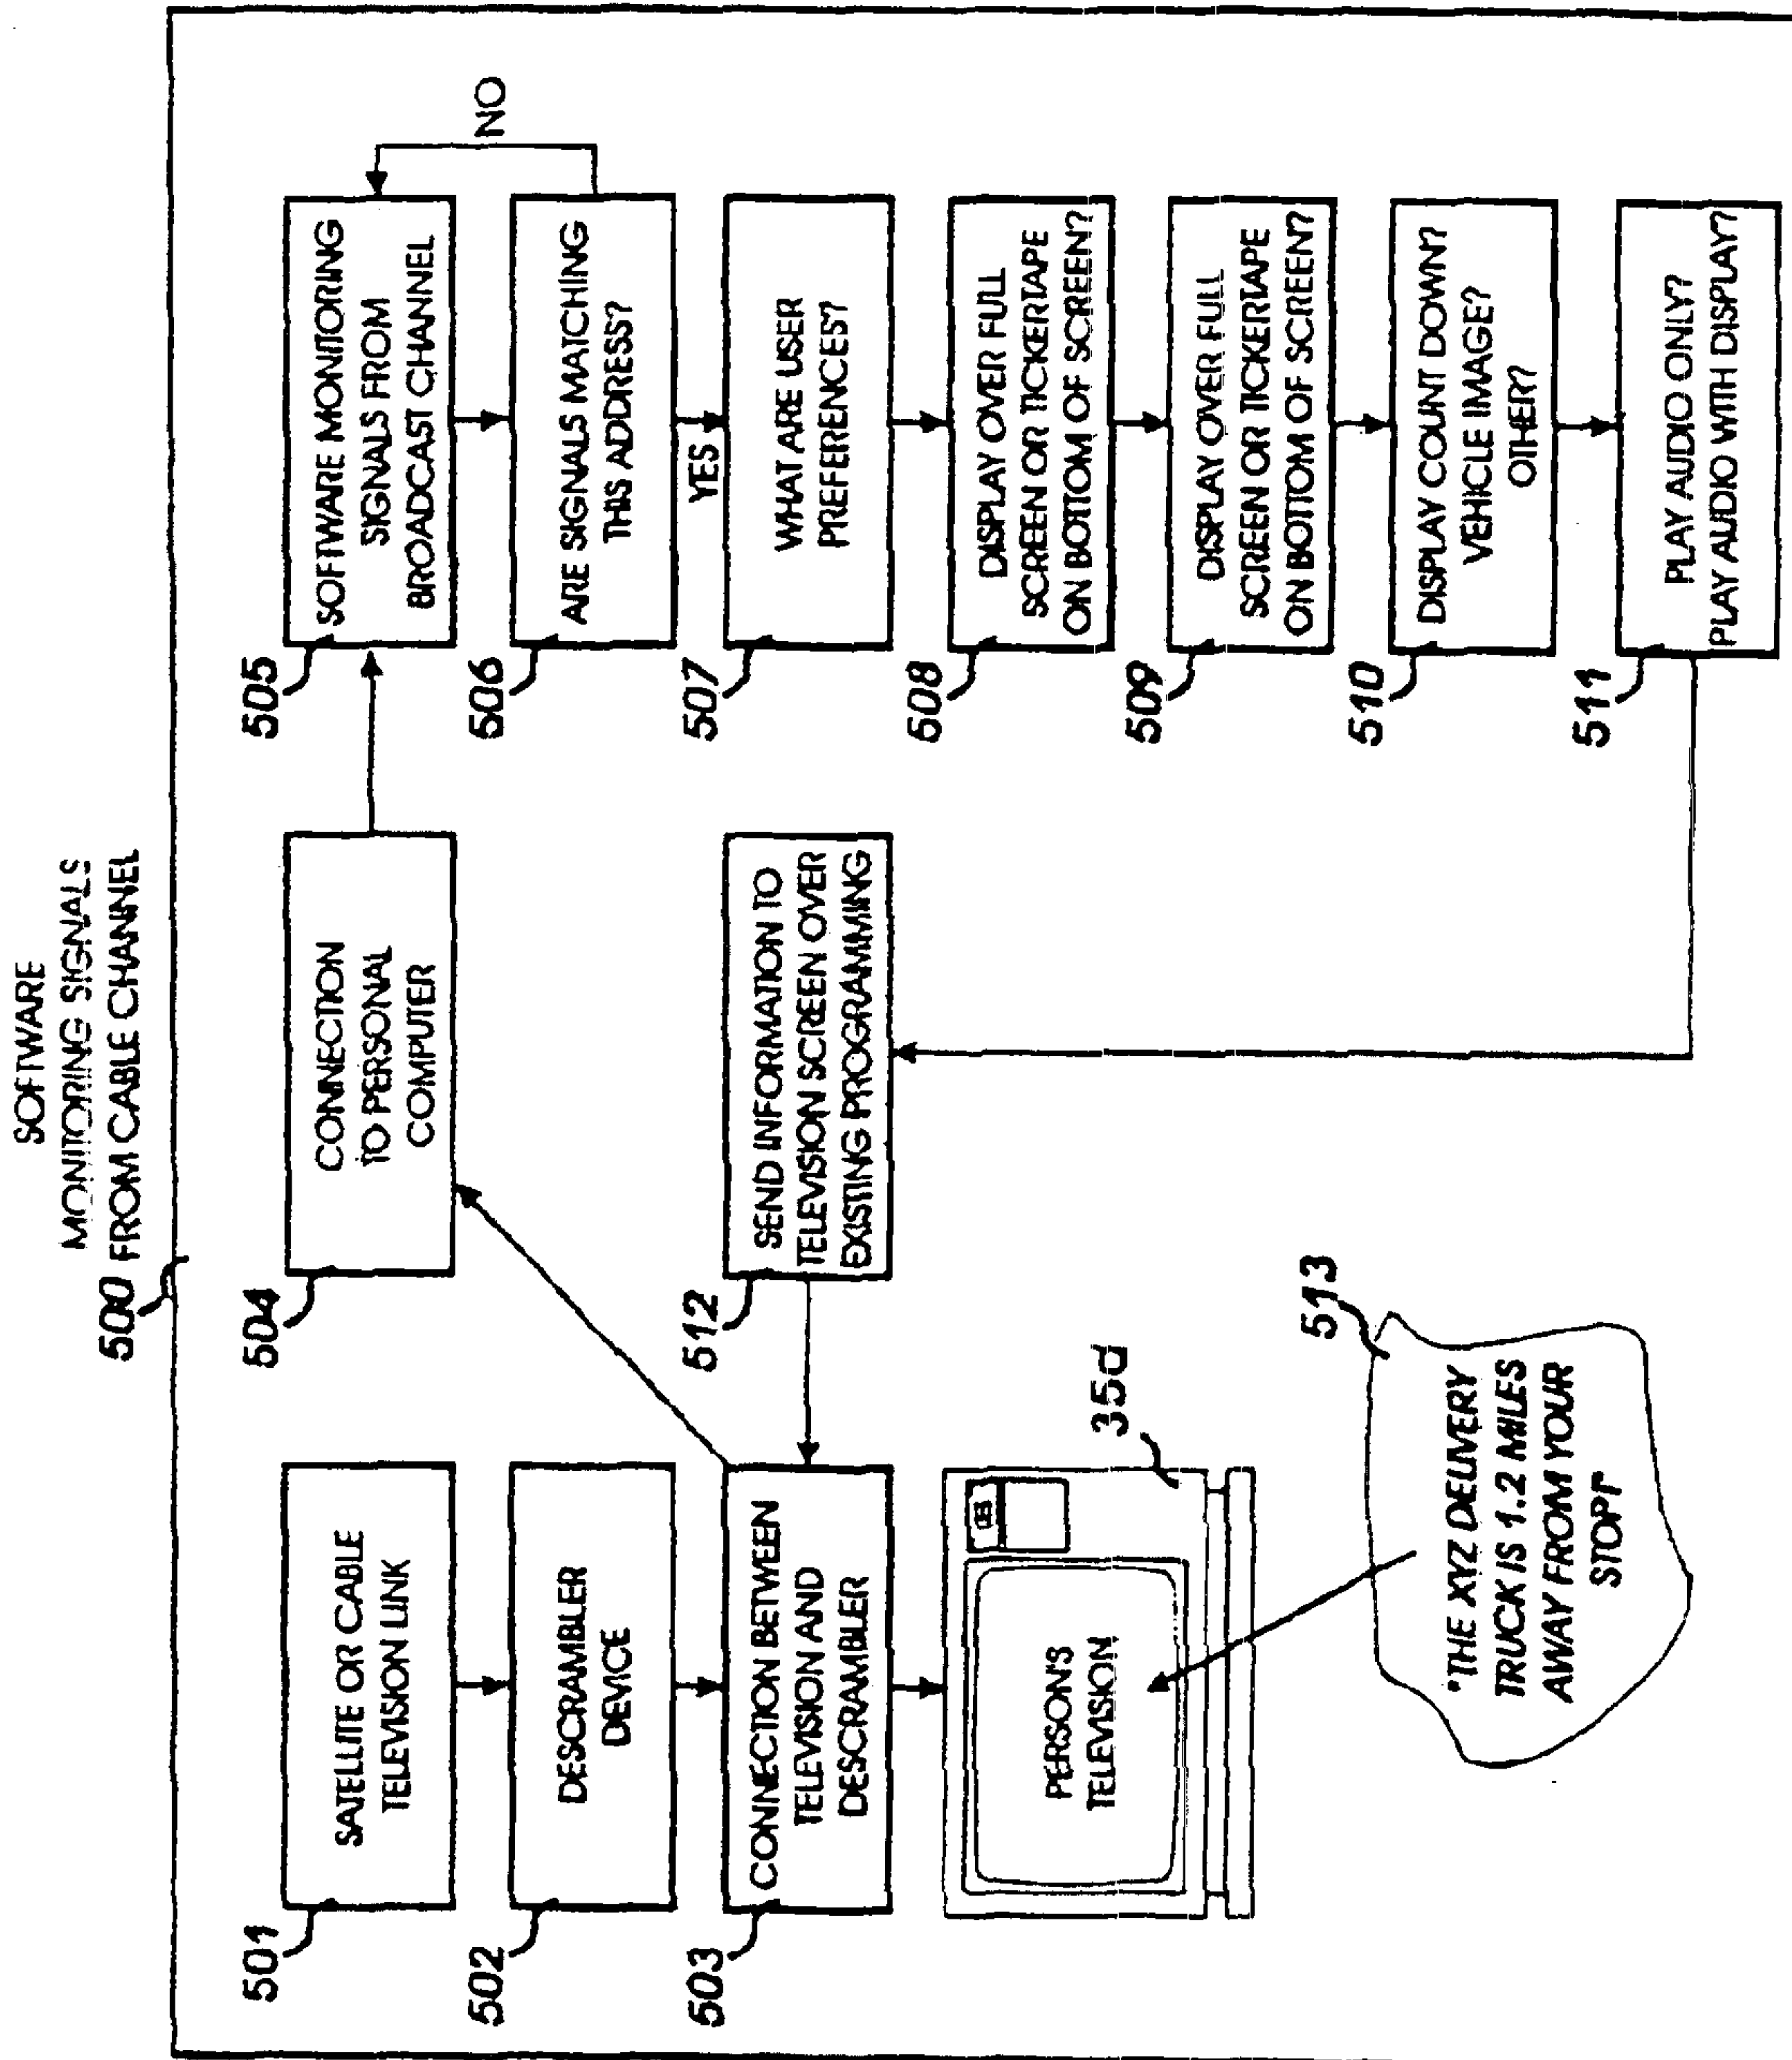 SOFTWARE
MONITORING SIGNALS
FROM CABLE CHANNEL
500
501
SATELLITE OR CABLE
TELEVISION LINK
502
DESCRAMBLER
DEVICE
503
CONNECTION BETWEEN
TELEVISION AND
DESCRAMBLER
35d
PERSON'S
TELEVISION
513
"THE XYZ DELIVERY
TRUCK IS 1.2 MILES
AWAY FROM YOUR
STOP!"
504
CONNECTION
TO PERSONAL
COMPUTER
512
SEND INFORMATION TO
TELEVISION SCREEN OVER
EXISTING PROGRAMMING
505
SOFTWARE MONITORING
SIGNALS FROM
BROADCAST CHANNEL
NO
506
ARE SIGNALS MATCHING
THIS ADDRESS?
YES
507
WHAT ARE USER
PREFERENCES?
508
DISPLAY OVER FULL
SCREEN OR TICKERTAPE
ON BOTTOM OF SCREEN?
509
DISPLAY OVER FULL
SCREEN OR TICKERTAPE
ON BOTTOM OF SCREEN?
510
DISPLAY COUNT DOWN?
VEHICLE IMAGE?
OTHER?
511
PLAY AUDIO ONLY?
PLAY AUDIO WITH DISPLAY?